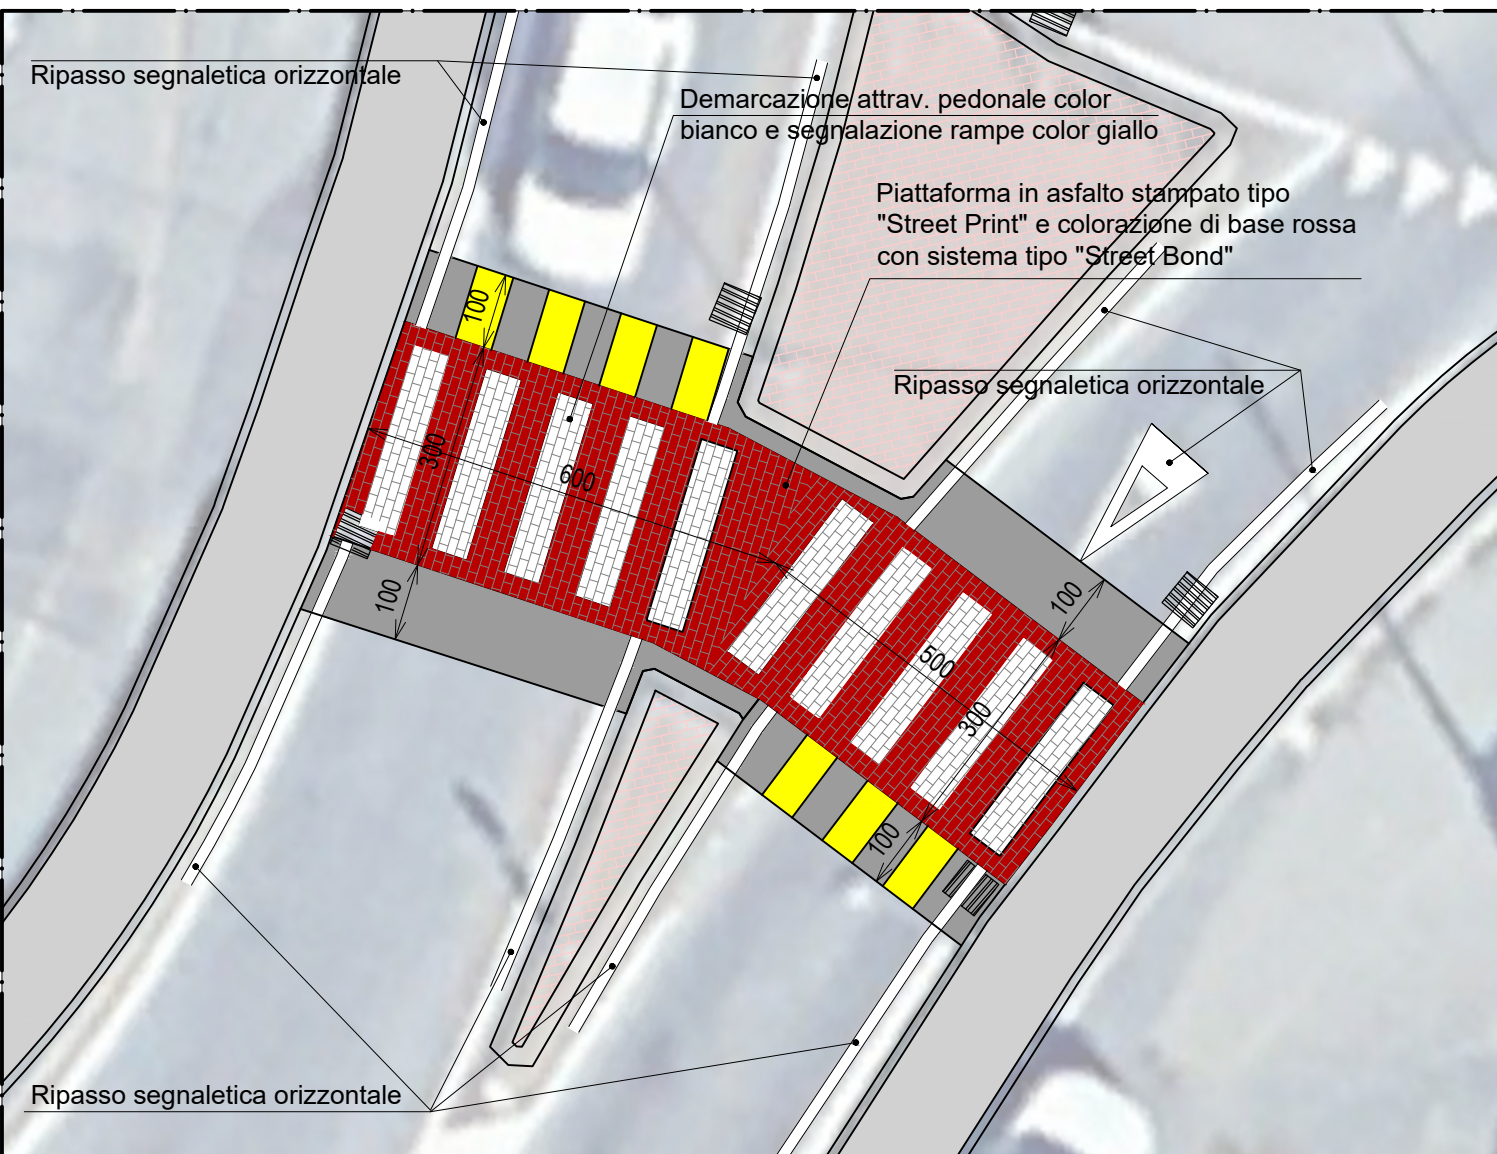 Ripasso segnaletica orizzontale
Demarcazione attrav. pedonale color
bianco e segnalazione rampe color giallo
Piattaforma in asfalto stampato tipo
"Street Print" e colorazione di base rossa
con sistema tipo "Street Bond"
100
Ripasso segnaletica orizzontale
300
600
100
100
500
300
100
Ripasso segnaletica orizzontale